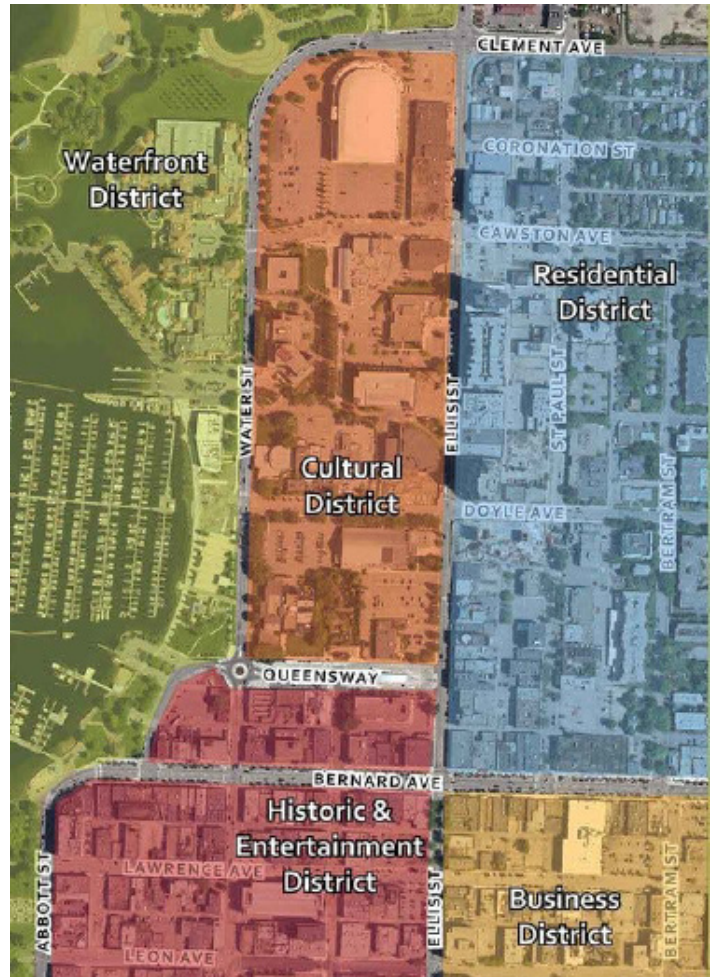 CLEMENT AVE
CORONATION ST
Waterfront
District
CAWSTON AVE
Residential
District
WATER ST
ELLIS ST
ST PAUL ST
Cultural
District
BERTRAM ST
DOYLE AVE
QUEENSWAY
BERNARD AVE
Historic &
Entertainment
District
LAWRENCE AVE
ABBOTT ST
ELLIS ST
Business
District
BERTRAM ST
LEON AVE